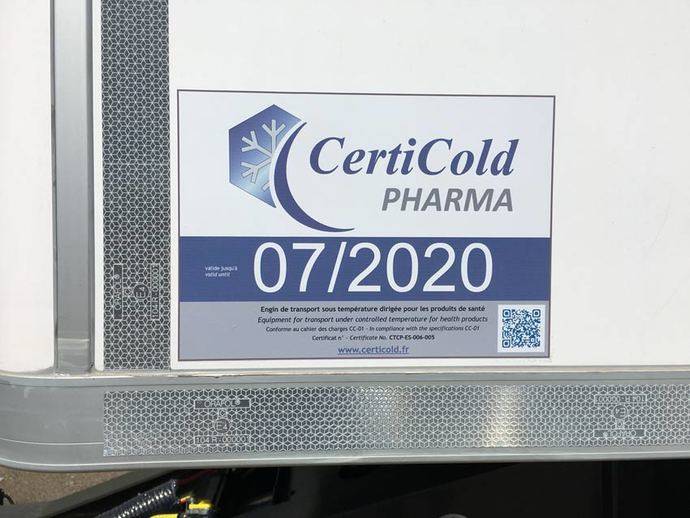 CertiCold
PHARMA
valide jusqu'à
valid until
07/2020
Engin de transport sous température dirigée pour les produits de santé
Equipment for transport under controlled temperature for health products
Conforme au cahier des charges CC-01 - In compliance with the specifications CC-01
Certificat n° - Certificate No. CTCP-ES-006-005
www.certicold.fr